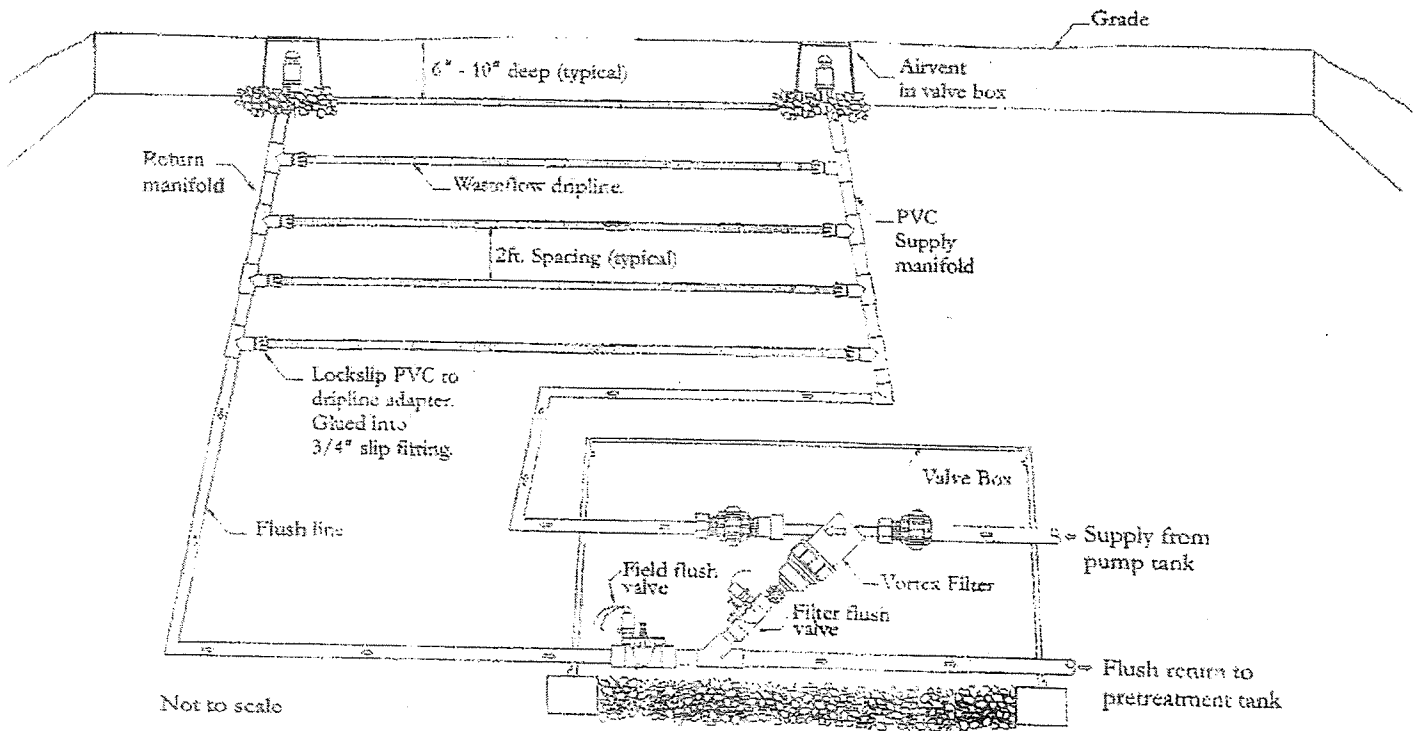 Grade
6" - 10" deep (typical)
Airvent
in valve box
Return
manifold
Wasteflow dripline.
PVC
Supply
manifold
2ft. Spacing (typical)
Lockslip PVC to
dripline adapter.
Glued into
3/4" slip fitting.
Valve Box
Flush line
Supply from
pump tank
Field flush
valve
Vortex Filter
Filter flush
valve
Flush return to
pretreatment tank
Not to scale